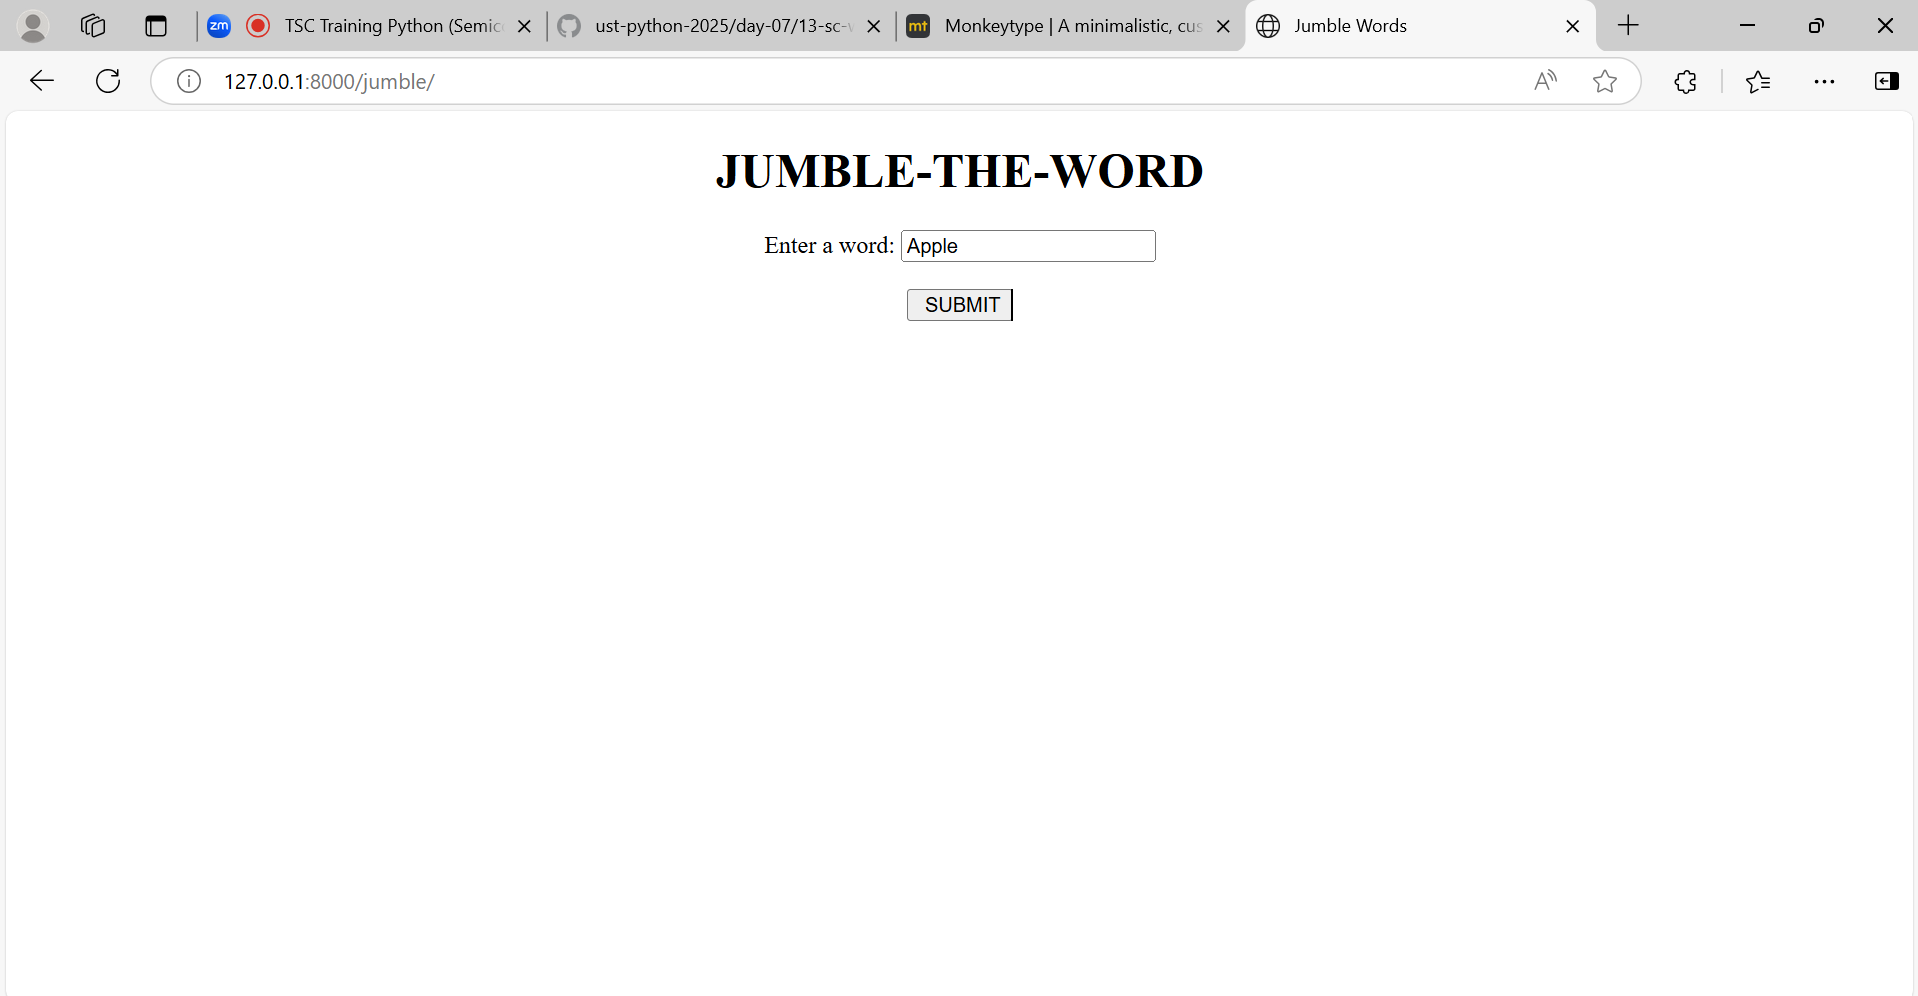 zm TSC Training Python (Semic
ust-python-2025/day-07/13-sc-
mt Monkeytype | A minimalistic, cus
Jumble Words
127.0.0.1:8000/jumble/
JUMBLE-THE-WORD
Enter a word: Apple
SUBMIT